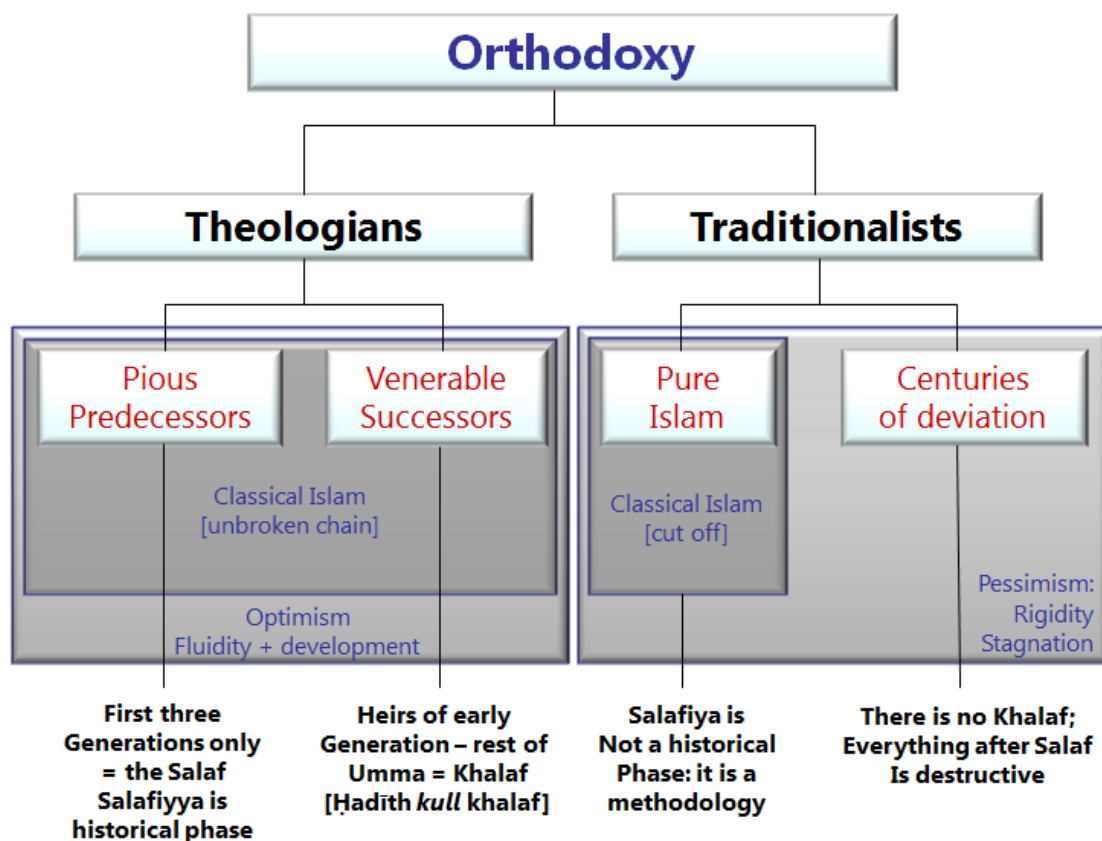 Orthodoxy
Theologians
Traditionalists
Pious
Predecessors
Venerable
Successors
Pure
Islam
Centuries
of deviation
Classical Islam
[unbroken chain]
Classical Islam
[cut off]
Optimism
Fluidity + development
Pessimism:
Rigidity
Stagnation
First three
Generations only
= the Salaf
Salafiyya is
historical phase
Heirs of early
Generation – rest of
Umma = Khalaf
[Ḥadīth kull khalaf]
Salafiya is
Not a historical
Phase: it is a
methodology
There is no Khalaf;
Everything after Salaf
Is destructive